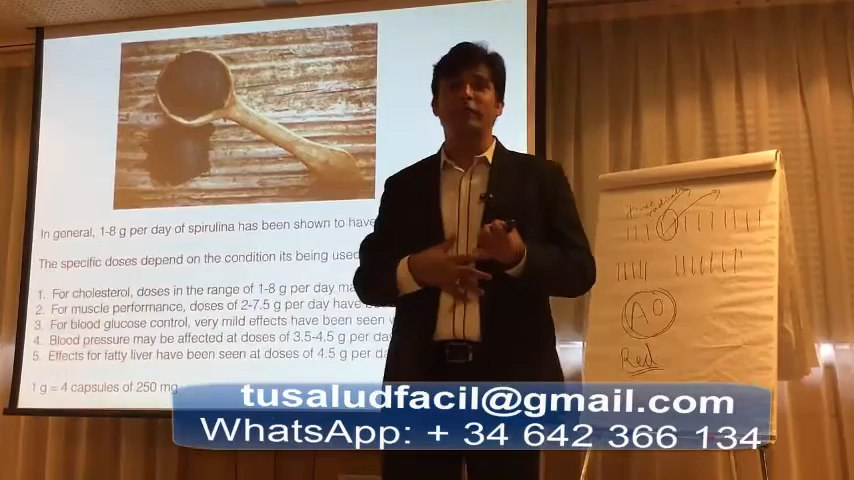 In general, 1-8 g per day of spirulina has been shown to have
The specific doses depend on the condition its being used
1. For cholesterol, doses in the range of 1-8 g per day
2. For muscle performance, doses of 2-7.5 g per day have
3. For blood glucose control, very mild effects have been seen
4. Blood pressure may be affected at doses of 3.5-4.5 g per day
5. Effects for fatty liver have been seen at doses of 4.5 g per
1 g = 4 capsules of 250 mg
AO
Red
tusaludfacil@gmail.com
WhatsApp: + 34 642 366 134